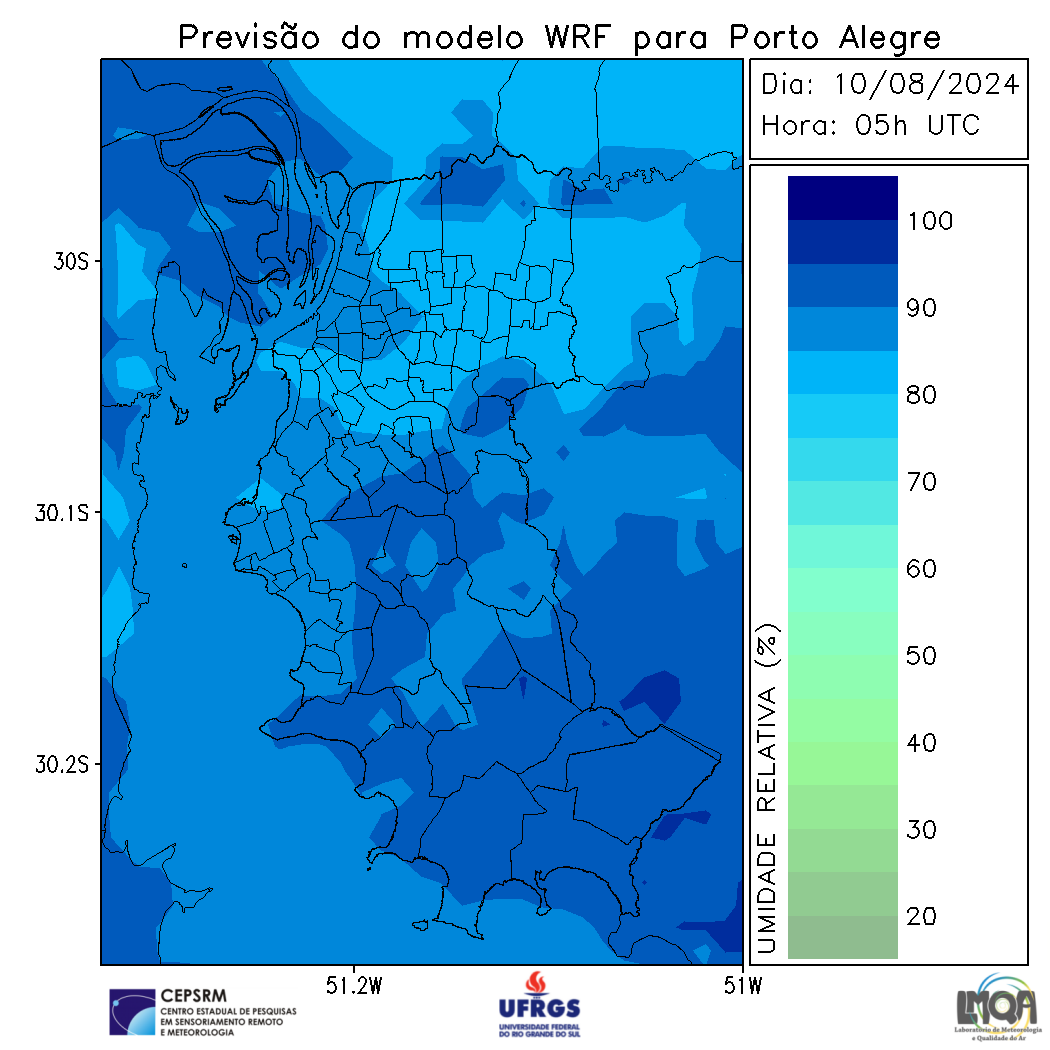 Previsão do modelo WRF para Porto Alegre
Dia: 10/08/2024
Hora: 05h UTC
30S
30.1S
30.2S
51.2W
51W
100
90
80
70
60
50
40
30
20
UMIDADE RELATIVA (%)
CEPSRM
CENTRO ESTADUAL DE PESQUISAS
EM SENSORIAMENTO REMOTO
E METEOROLOGIA
UFRGS
UNIVERSIDADE FEDERAL
DO RIO GRANDE DO SUL
LMQA
Laboratório de Meteorologia
e Qualidade do Ar